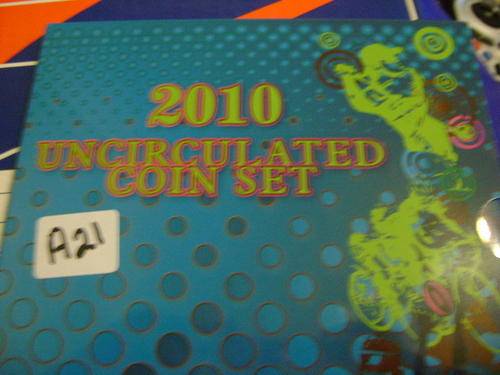 2010
UNCIRCULATED
COIN SET
A21